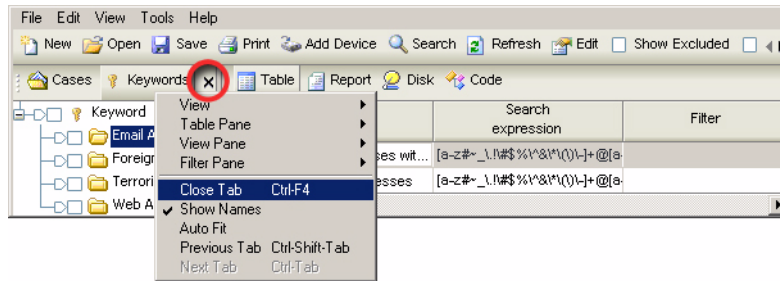 File Edit View Tools Help
New Open Save Print Add Device Search Refresh Edit Show Excluded
Cases Keywords x Table Report Disk Code
Keyword Search expression Filter
Email A
Foreign ses wit... [a-z#~_\.!\#$%\^&\*\(\)\-]+@[a-
Terrori esses [a-z#~_\.!\#$%\^&\*\(\)\-]+@[a-
Web A
View
Table Pane
View Pane
Filter Pane
Close Tab Ctrl-F4
Show Names
Auto Fit
Previous Tab Ctrl-Shift-Tab
Next Tab Ctrl-Tab